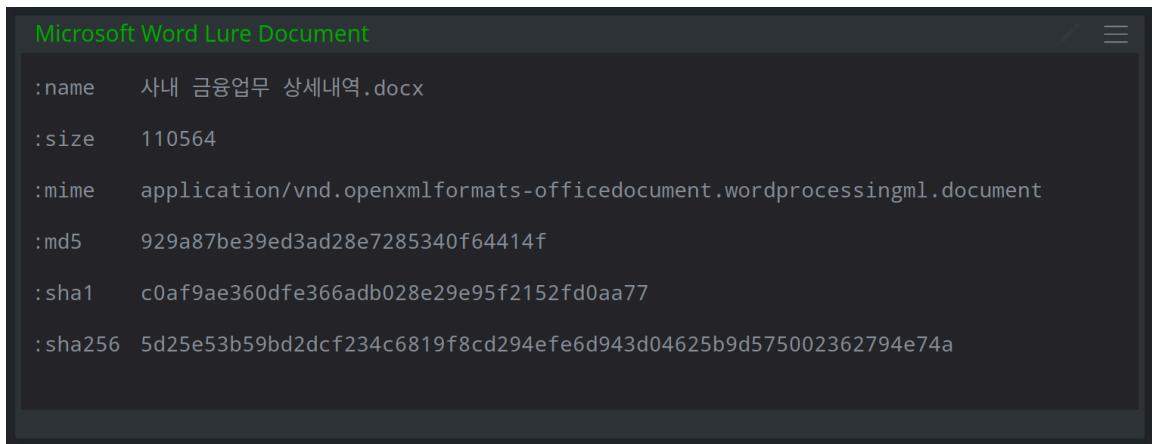 Microsoft Word Lure Document
:name 사내 금융업무 상세내역.docx
:size 110564
:mime application/vnd.openxmlformats-officedocument.wordprocessingml.document
:md5 929a87be39ed3ad28e7285340f64414f
:sha1 c0af9ae360dfe366adb028e29e95f2152fd0aa77
:sha256 5d25e53b59bd2dcf234c6819f8cd294efe6d943d04625b9d575002362794e74a